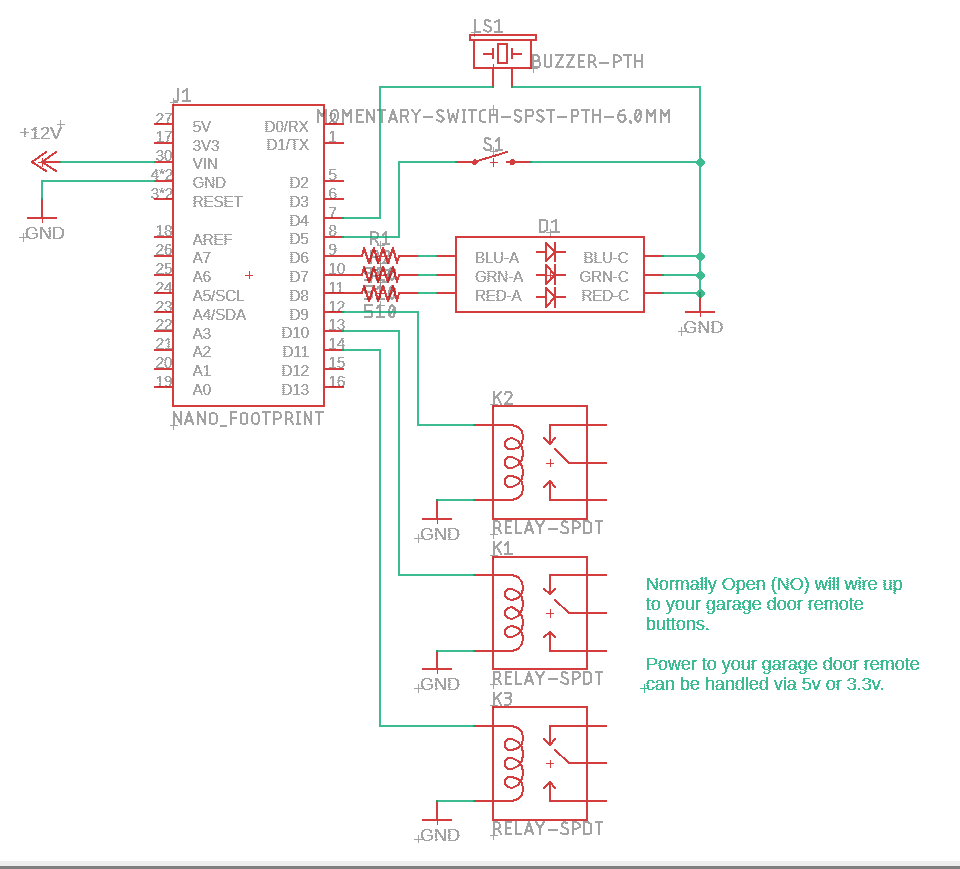 LS1
BUZZER-PTH
J1
MOMENTARY-SWITCH-SPST-PTH-6,0MM
+12V
S1
27 5V D0/RX
17 3V3 D1/TX 1
30 VIN
4*2 GND D2 5
3*2 RESET D3 6
D4 7
18 AREF D5 8
26 A7 D6 9
25 A6 D7 10
24 A5/SCL D8 11
23 A4/SDA D9 12
22 A3 D10 13
21 A2 D11 14
20 A1 D12 15
19 A0 D13 16
NANO_FOOTPRINT
GND
R1
510
D1
BLU-A BLU-C
GRN-A GRN-C
RED-A RED-C
GND
K2
GND
RELAY-SPDT
K1
GND
RELAY-SPDT
K3
GND
RELAY-SPDT
Normally Open (NO) will wire up
to your garage door remote
buttons.
Power to your garage door remote
can be handled via 5v or 3.3v.